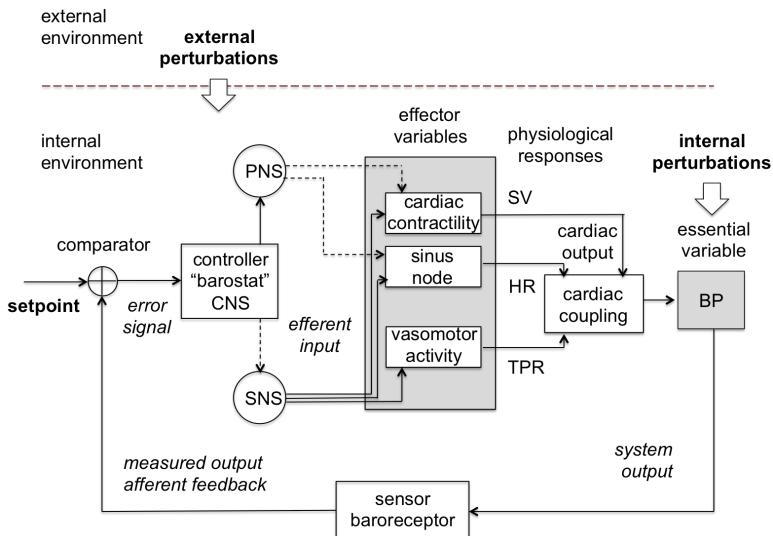 external
environment
external
perturbations
internal
environment
effector
variables
physiological
responses
internal
perturbations
PNS
cardiac
contractility
SV
cardiac
output
essential
variable
comparator
controller
“barostat”
CNS
sinus
node
HR
cardiac
coupling
BP
setpoint
error
signal
efferent
input
vasomotor
activity
TPR
SNS
measured output
afferent feedback
system
output
sensor
baroreceptor